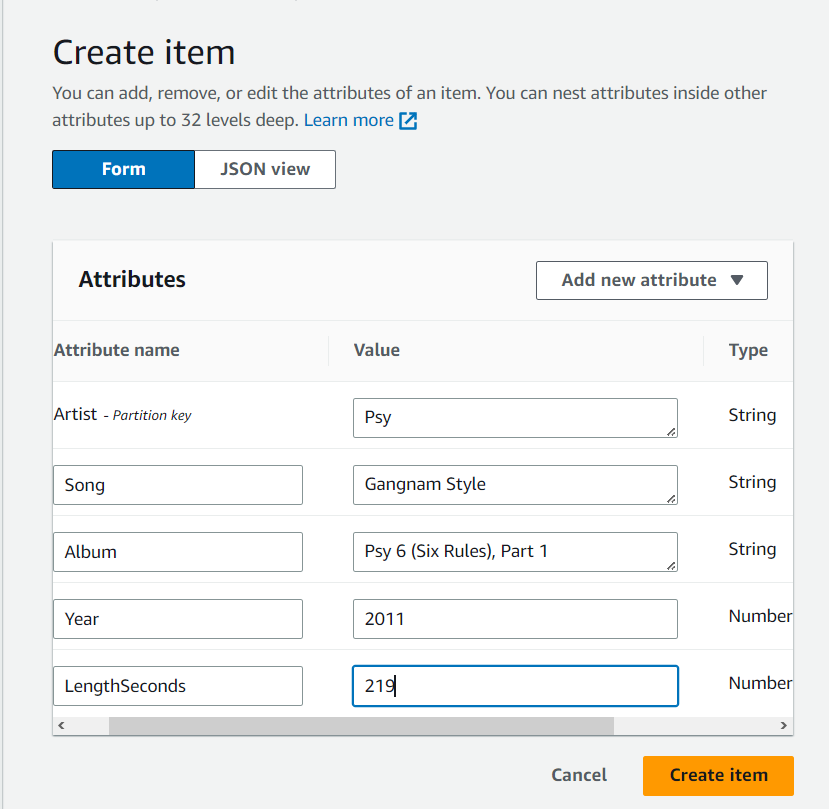 Create item
You can add, remove, or edit the attributes of an item. You can nest attributes inside other
attributes up to 32 levels deep. Learn more
Form JSON view
Attributes Add new attribute
Attribute name Value Type
Artist - Partition key Psy String
Song Gangnam Style String
Album Psy 6 (Six Rules), Part 1 String
Year 2011 Number
LengthSeconds 219 Number
Cancel Create item